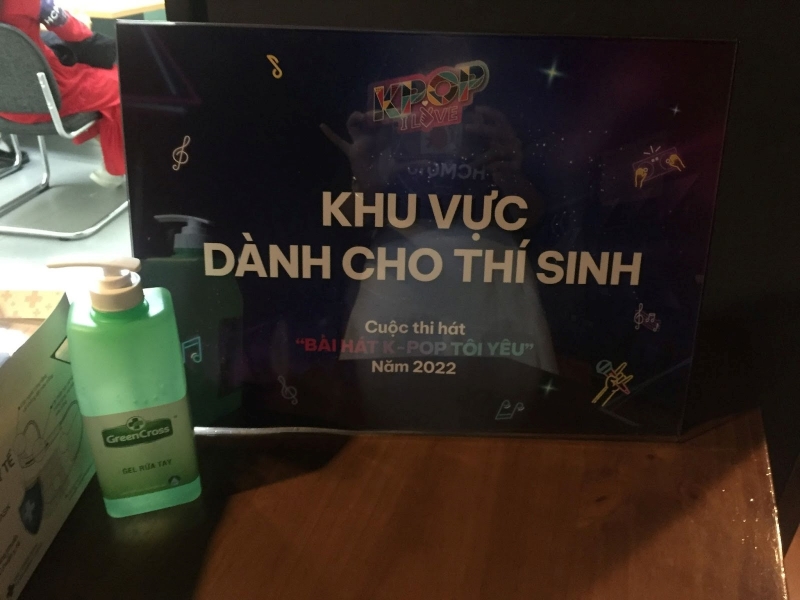 KPOP
I LOVE
KHU VỰC
DÀNH CHO THÍ SINH
Cuộc thi hát
“BÀI HÁT K-POP TÔI YÊU”
Năm 2022
GreenCross
GEL RỬA TAY
TẾ